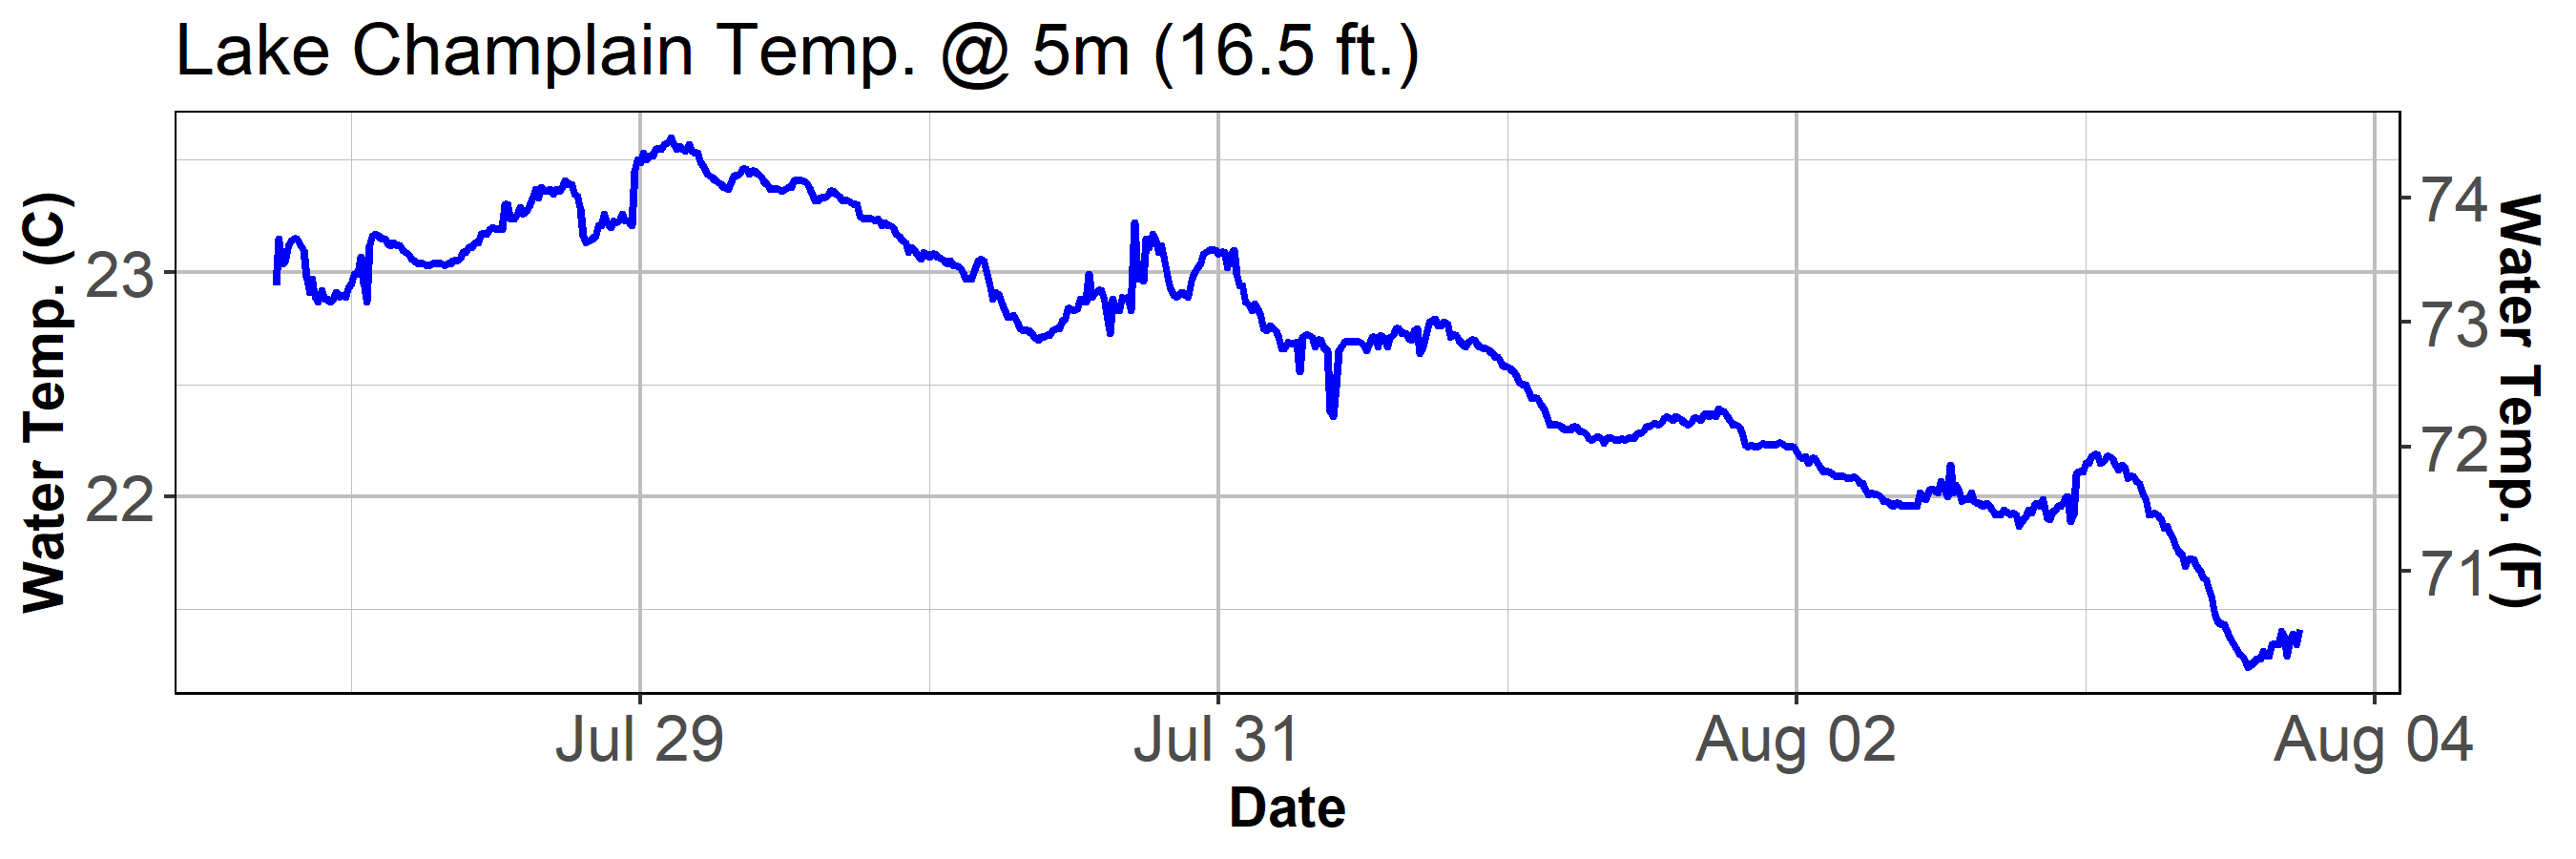 Lake Champlain Temp. @ 5m (16.5 ft.)
Water Temp. (C)
23
22
74
73
72
71
Water Temp. (F)
Jul 29
Jul 31
Aug 02
Aug 04
Date